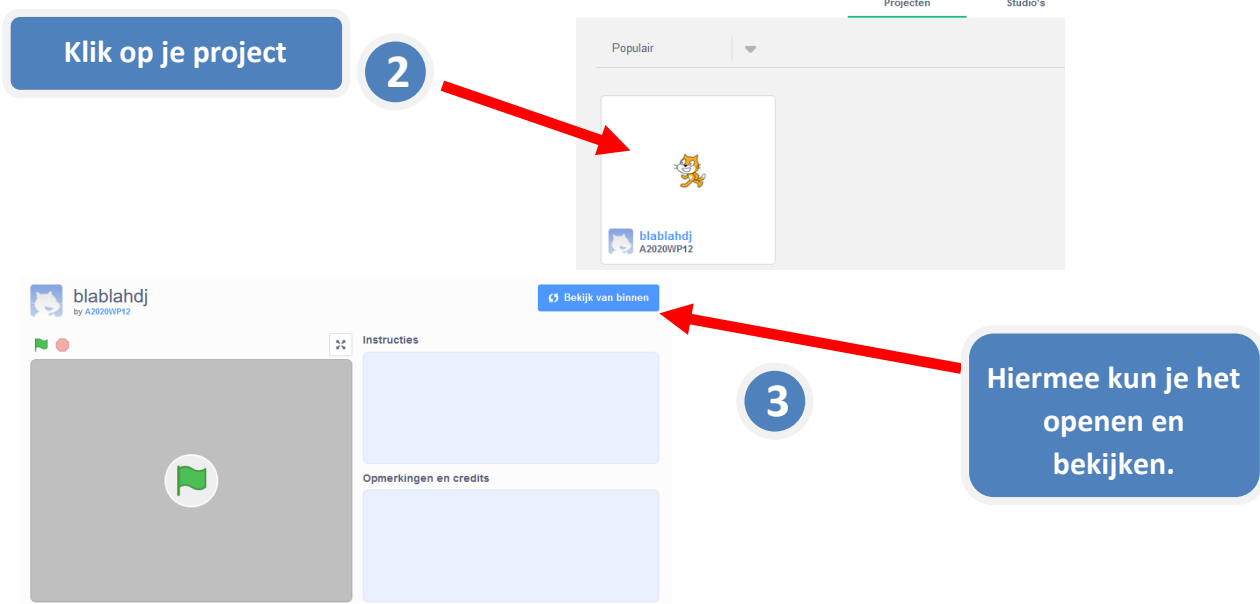 Projecten Studio's
Klik op je project
2
Populair
blablahdj
A2020WP12
blablahdj
by A2020WP12
Bekijk van binnen
Instructies
Opmerkingen en credits
3
Hiermee kun je het
openen en
bekijken.